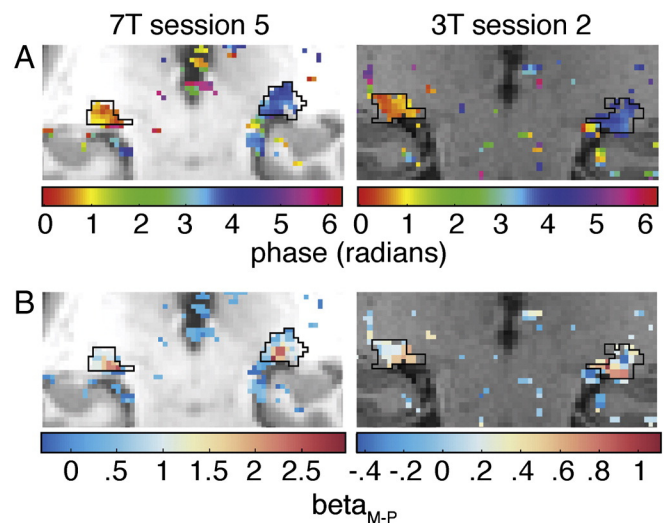 7T session 5 3T session 2
A
0 1 2 3 4 5 6 0 1 2 3 4 5 6
phase (radians)
B
0 .5 1 1.5 2 2.5 -.4 -.2 0 .2 .4 .6 .8 1
beta M-P